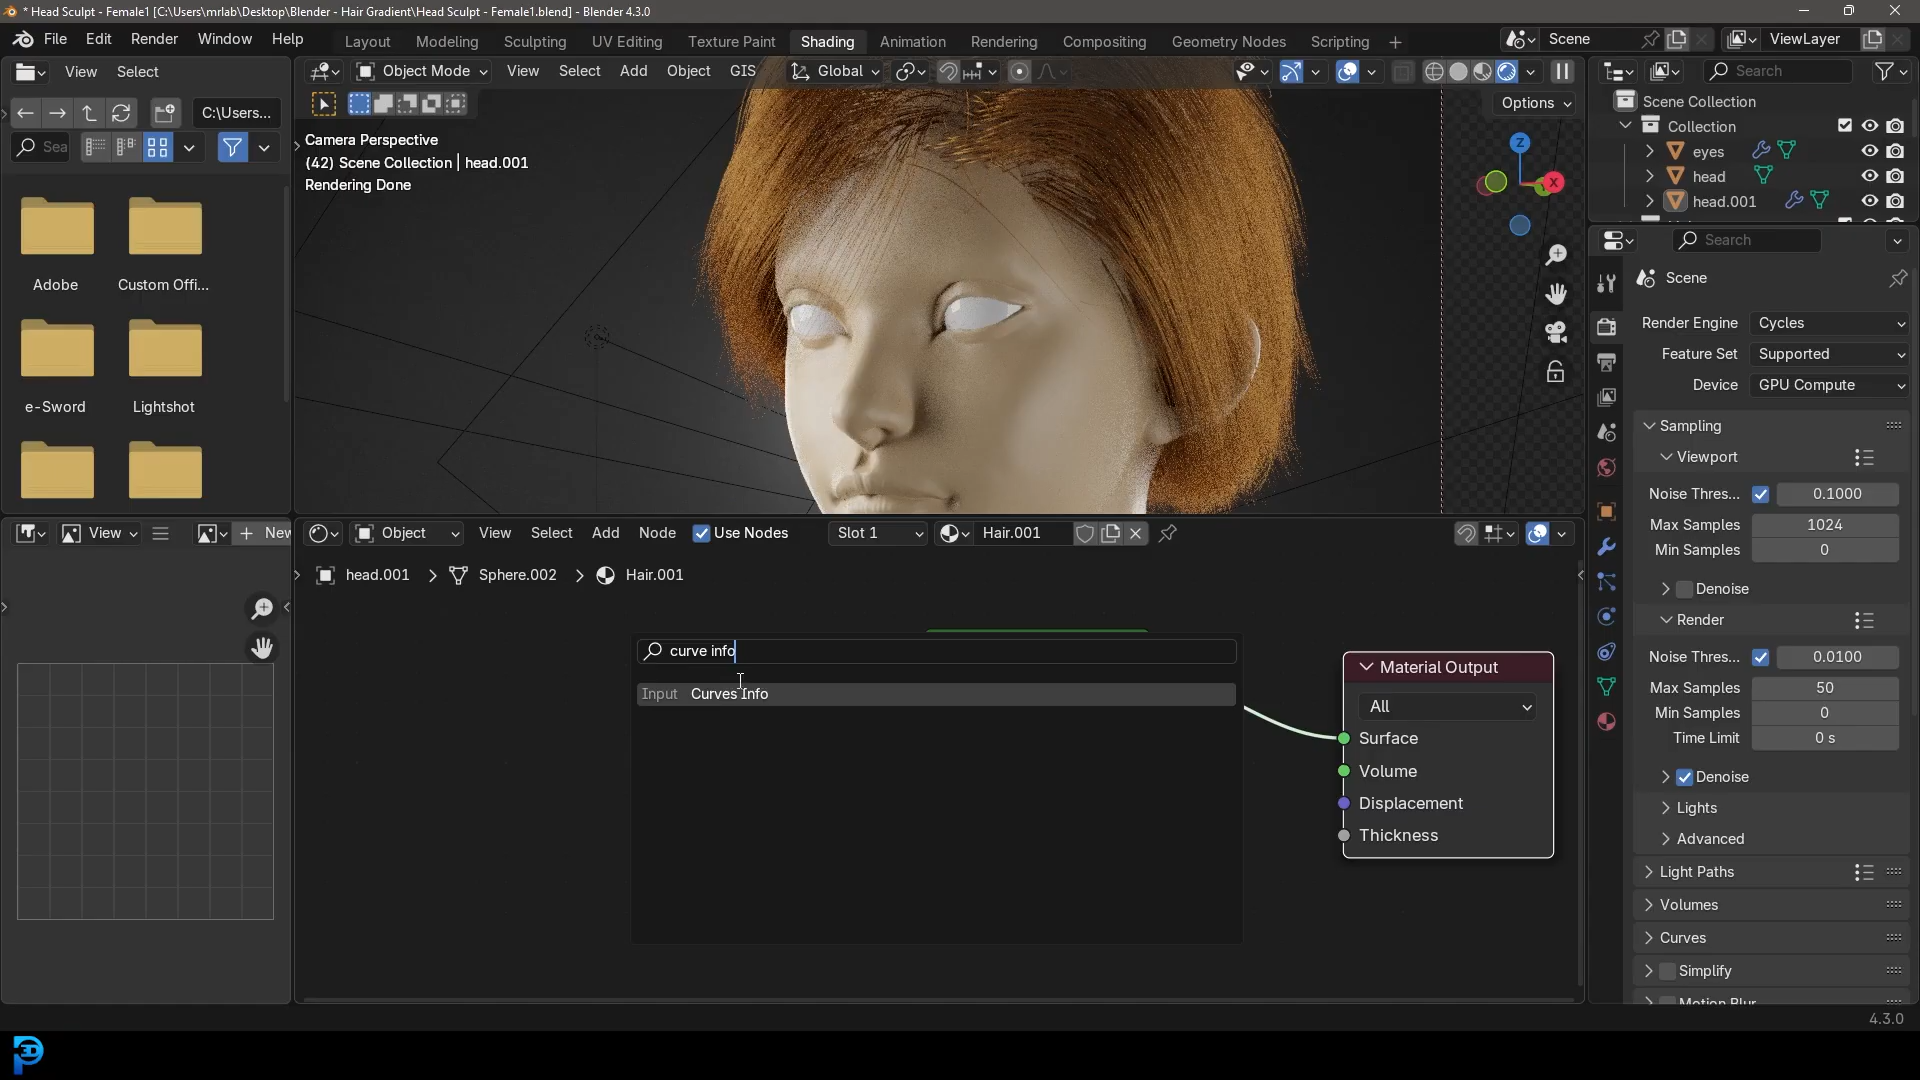 * Head Sculpt - Female1 [C:\Users\mrlab\Desktop\Blender - Hair Gradient\Head Sculpt - Female1.blend] - Blender 4.3.0
File Edit Render Window Help
Layout Modeling Sculpting UV Editing Texture Paint Shading Animation Rendering Compositing Geometry Nodes Scripting
Scene
ViewLayer
View Select
C:\Users...
Sea
Adobe
Custom Offi...
e-Sword
Lightshot
Object Mode View Select Add Object GIS Global
Options
Camera Perspective
(42) Scene Collection | head.001
Rendering Done
Z
X
Search
Scene Collection
Collection
eyes
head
head.001
Search
Scene
Render Engine Cycles
Feature Set Supported
Device GPU Compute
Sampling
Viewport
Noise Thres... 0.1000
Max Samples 1024
Min Samples 0
Denoise
Render
Noise Thres... 0.0100
Max Samples 50
Min Samples 0
Time Limit 0 s
Denoise
Lights
Advanced
Light Paths
Volumes
Curves
Simplify
Motion Blur
View
New
Object View Select Add Node Use Nodes Slot 1 Hair.001
head.001 Sphere.002 Hair.001
curve info
Input Curves Info
Material Output
All
Surface
Volume
Displacement
Thickness
4.3.0
3D